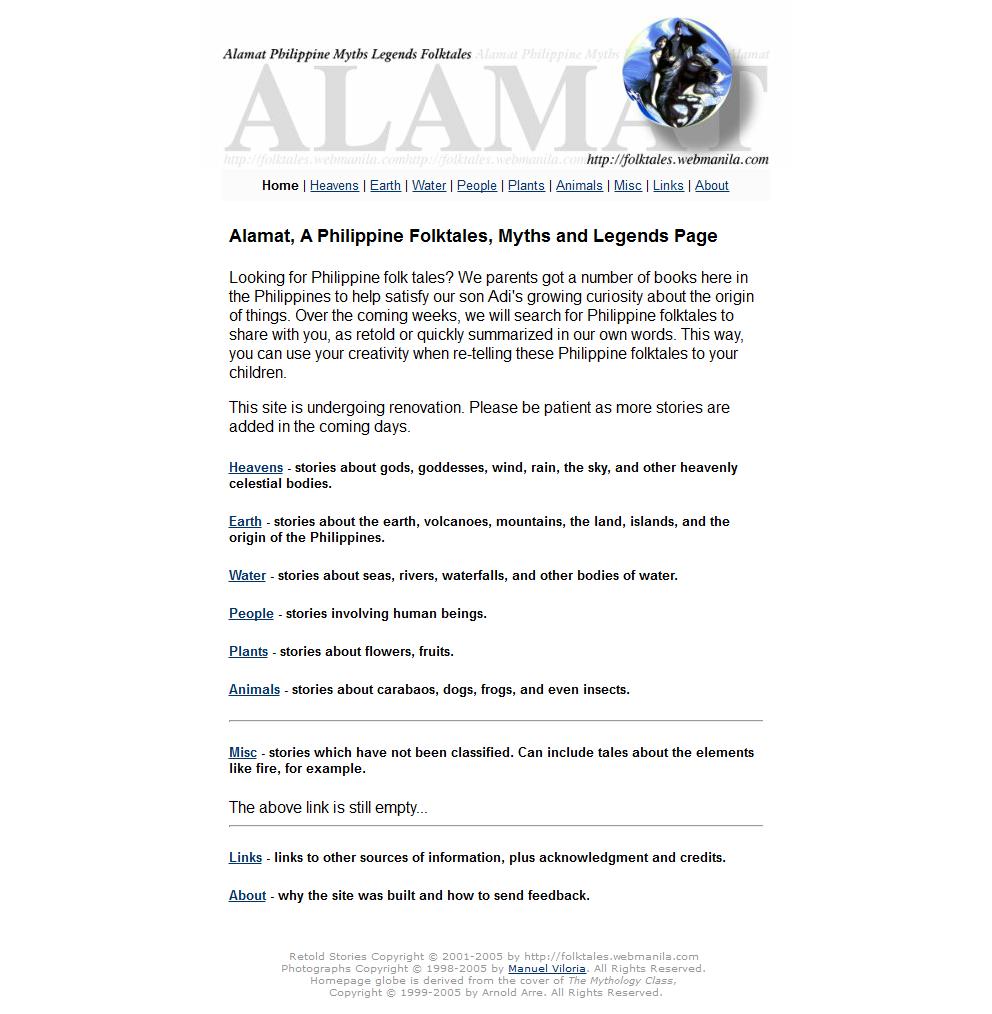 Alamat Philippine Myths Legends Folktales Alamat Philippine Myths Alamat
ALAMAT
http://folktales.webmanila.comhttp://folktales.webmanila.com http://folktales.webmanila.com
Home | Heavens | Earth | Water | People | Plants | Animals | Misc | Links | About
Alamat, A Philippine Folktales, Myths and Legends Page
Looking for Philippine folk tales? We parents got a number of books here in
the Philippines to help satisfy our son Adi's growing curiosity about the origin
of things. Over the coming weeks, we will search for Philippine folktales to
share with you, as retold or quickly summarized in our own words. This way,
you can use your creativity when re-telling these Philippine folktales to your
children.
This site is undergoing renovation. Please be patient as more stories are
added in the coming days.
Heavens - stories about gods, goddesses, wind, rain, the sky, and other heavenly
celestial bodies.
Earth - stories about the earth, volcanoes, mountains, the land, islands, and the
origin of the Philippines.
Water - stories about seas, rivers, waterfalls, and other bodies of water.
People - stories involving human beings.
Plants - stories about flowers, fruits.
Animals - stories about carabaos, dogs, frogs, and even insects.
Misc - stories which have not been classified. Can include tales about the elements
like fire, for example.
The above link is still empty...
Links - links to other sources of information, plus acknowledgment and credits.
About - why the site was built and how to send feedback.
Retold Stories Copyright © 2001-2005 by http://folktales.webmanila.com
Photographs Copyright © 1998-2005 by Manuel Viloria. All Rights Reserved.
Homepage globe is derived from the cover of The Mythology Class,
Copyright © 1999-2005 by Arnold Arre. All Rights Reserved.